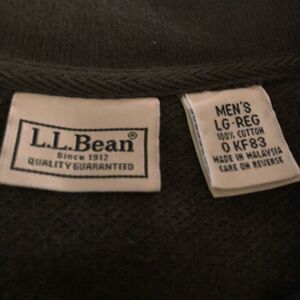 L.L.Bean®
Since 1912
QUALITY GUARANTEED
MEN'S
LG-REG
100% COTTON
0 KF83
MADE IN MALAYSIA
CARE ON REVERSE